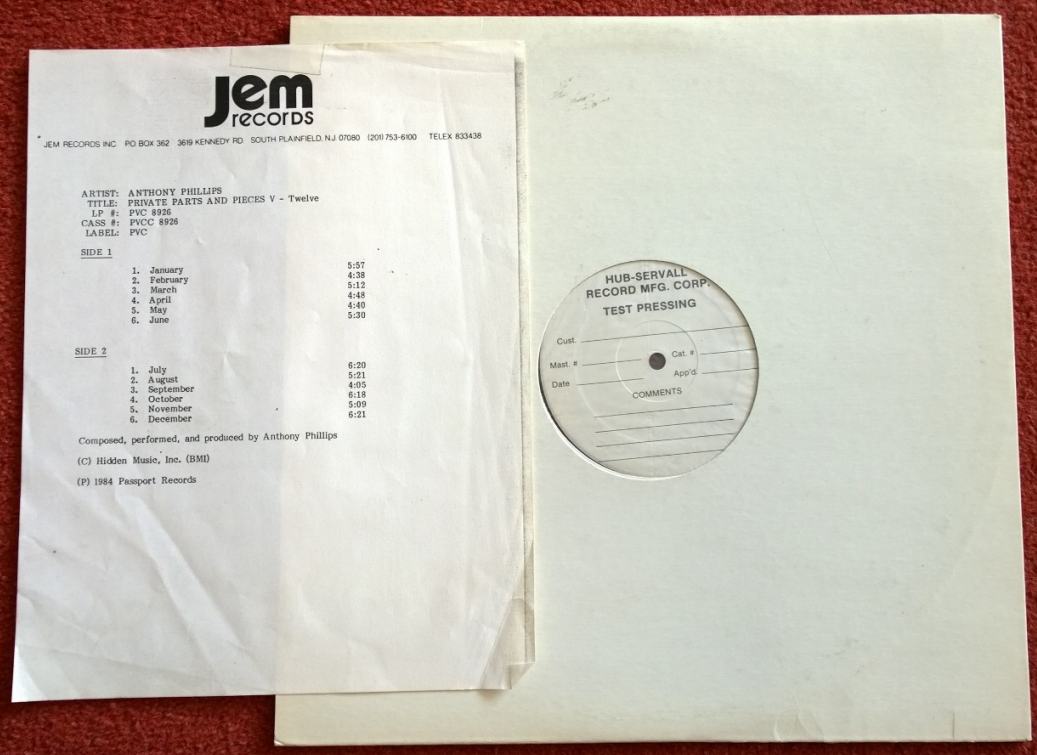 Jem
records
JEM RECORDS INC PO BOX 362 3619 KENNEDY RD SOUTH PLAINFIELD, N.J. 07080 (201) 753-6100 TELEX 833438
ARTIST: ANTHONY PHILLIPS
TITLE: PRIVATE PARTS AND PIECES V - Twelve
LP #: PVC 8926
CASS #: PVCC 8926
LABEL: PVC
SIDE 1
1. January 5:57
2. February 4:38
3. March 5:12
4. April 4:48
5. May 4:40
6. June 5:30
SIDE 2
1. July 6:20
2. August 5:21
3. September 4:05
4. October 6:18
5. November 5:09
6. December 6:21
Composed, performed, and produced by Anthony Phillips
(C) Hidden Music, Inc. (BMI)
(P) 1984 Passport Records
HUB-SERVALL
RECORD MFG. CORP.
TEST PRESSING
Cust.
Mast. # Cat. #
Date App'd.
COMMENTS